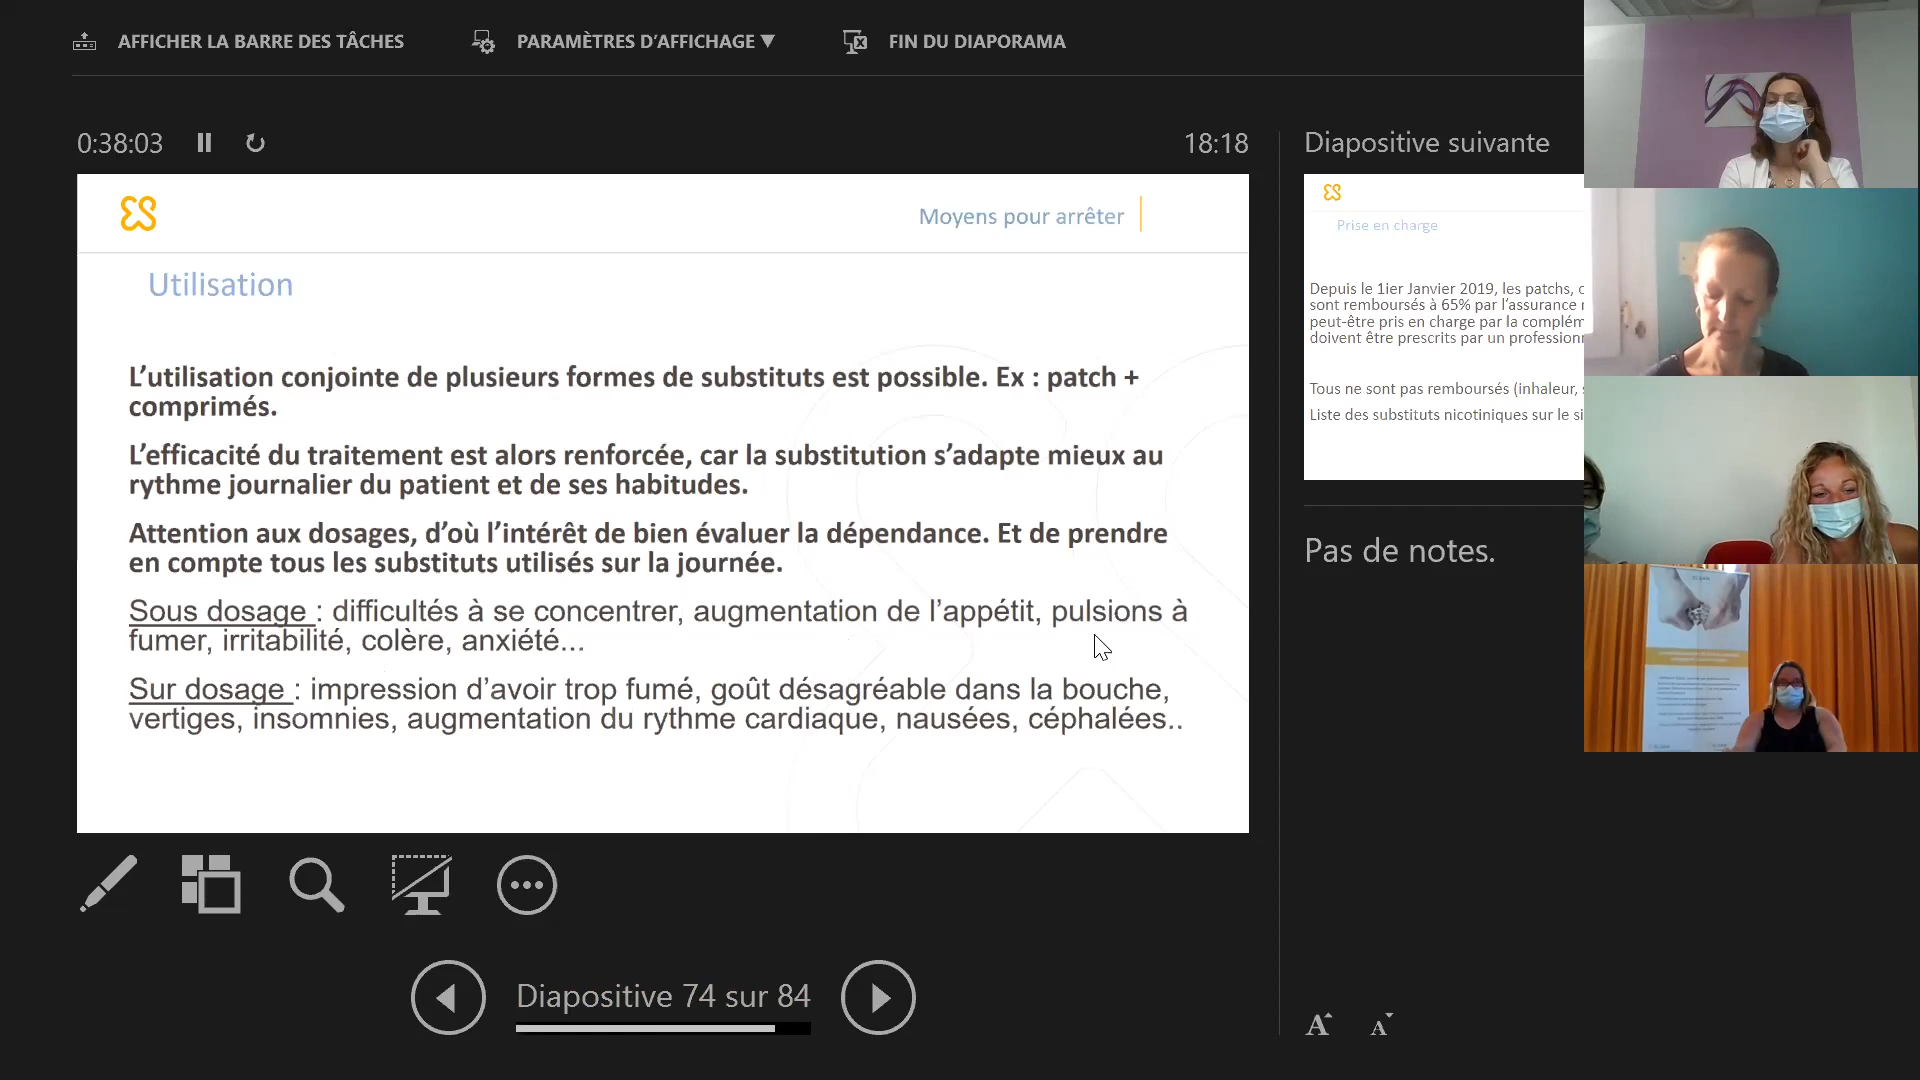 AFFICHER LA BARRE DES TÂCHES
PARAMÈTRES D'AFFICHAGE ▼
FIN DU DIAPORAMA
0:38:03
18:18
Moyens pour arrêter
Utilisation
L'utilisation conjointe de plusieurs formes de substituts est possible. Ex : patch +
comprimés.
L'efficacité du traitement est alors renforcée, car la substitution s'adapte mieux au
rythme journalier du patient et de ses habitudes.
Attention aux dosages, d'où l'intérêt de bien évaluer la dépendance. Et de prendre
en compte tous les substituts utilisés sur la journée.
Sous dosage : difficultés à se concentrer, augmentation de l'appétit, pulsions à
fumer, irritabilité, colère, anxiété...
Sur dosage : impression d'avoir trop fumé, goût désagréable dans la bouche,
vertiges, insomnies, augmentation du rythme cardiaque, nausées, céphalées..
Diapositive 74 sur 84
Diapositive suivante
Prise en charge
Depuis le 1ier Janvier 2019, les patchs,
sont remboursés à 65% par l'assurance
peut-être pris en charge par la complém
doivent être prescrits par un profession
Tous ne sont pas remboursés (inhaleur,
Liste des substituts nicotiniques sur le si
Pas de notes.
A A